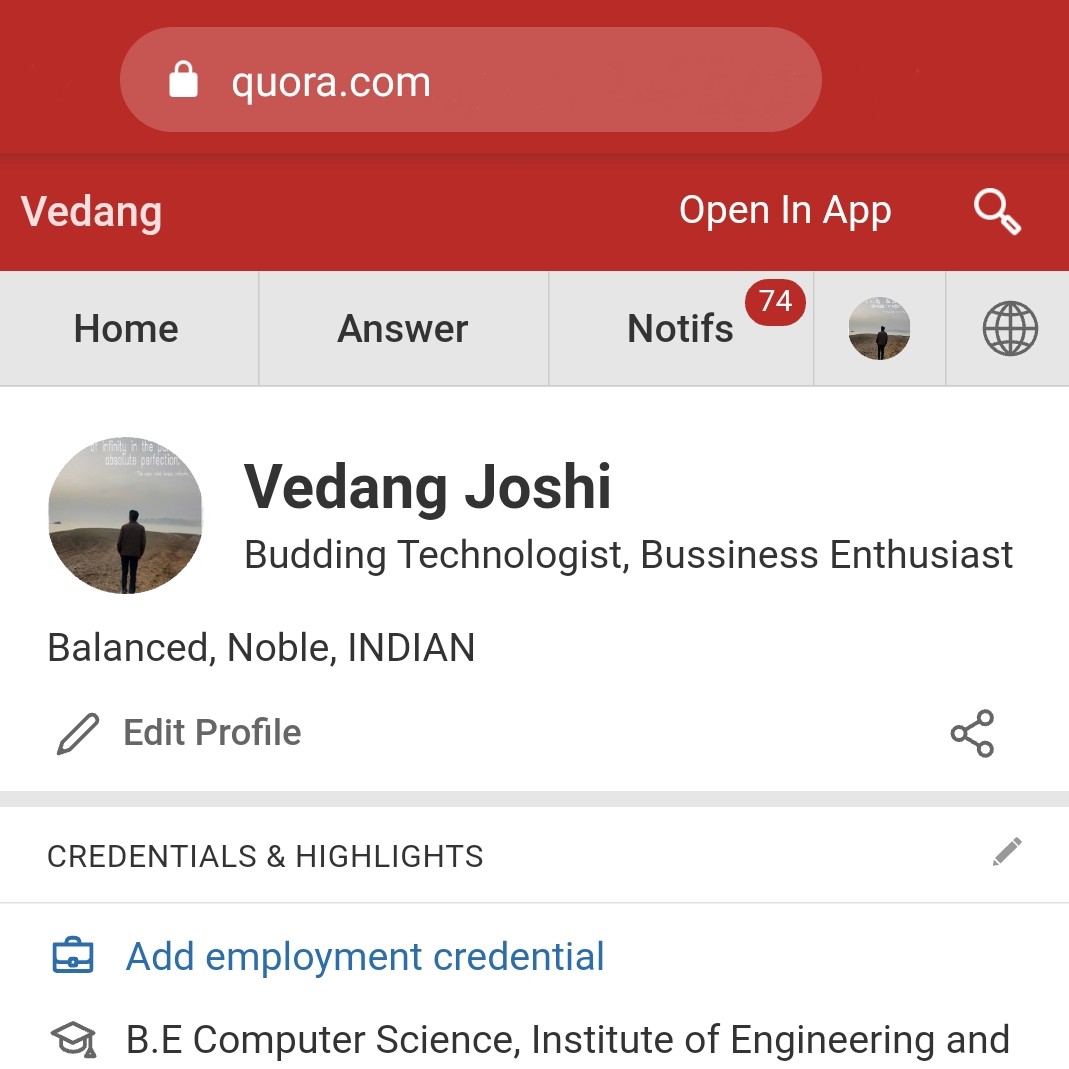 quora.com
Vedang
Open In App
Home
Answer
Notifs
74
of infinity in the
absolute perfection.
Vedang Joshi
Budding Technologist, Bussiness Enthusiast
Balanced, Noble, INDIAN
Edit Profile
CREDENTIALS & HIGHLIGHTS
Add employment credential
B.E Computer Science, Institute of Engineering and